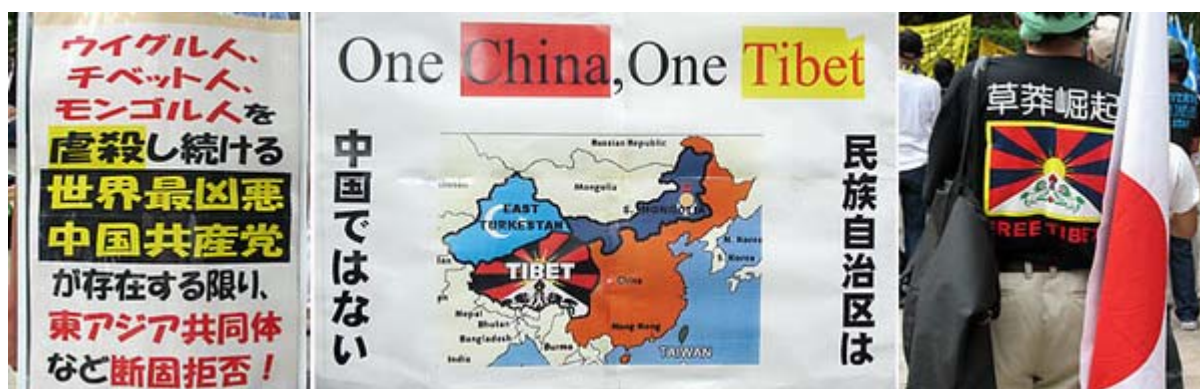 ウイグル人、
チベット人、
モンゴル人を
虐殺し続ける
世界最凶悪
中国共産党
が存在する限り、
東アジア共同体
など断固拒否！
One China,One Tibet
民族自治区は
中国ではない
Russian Republic
Mongolia
EAST
TURKESTAN
S. MONGOLIA
TIBET
China
N. Korea
S. Korea
Nepal
Bhutan
Bangladesh
India
Burma
Hong Kong
TAIWAN
草莽崛起
FREE TIBET